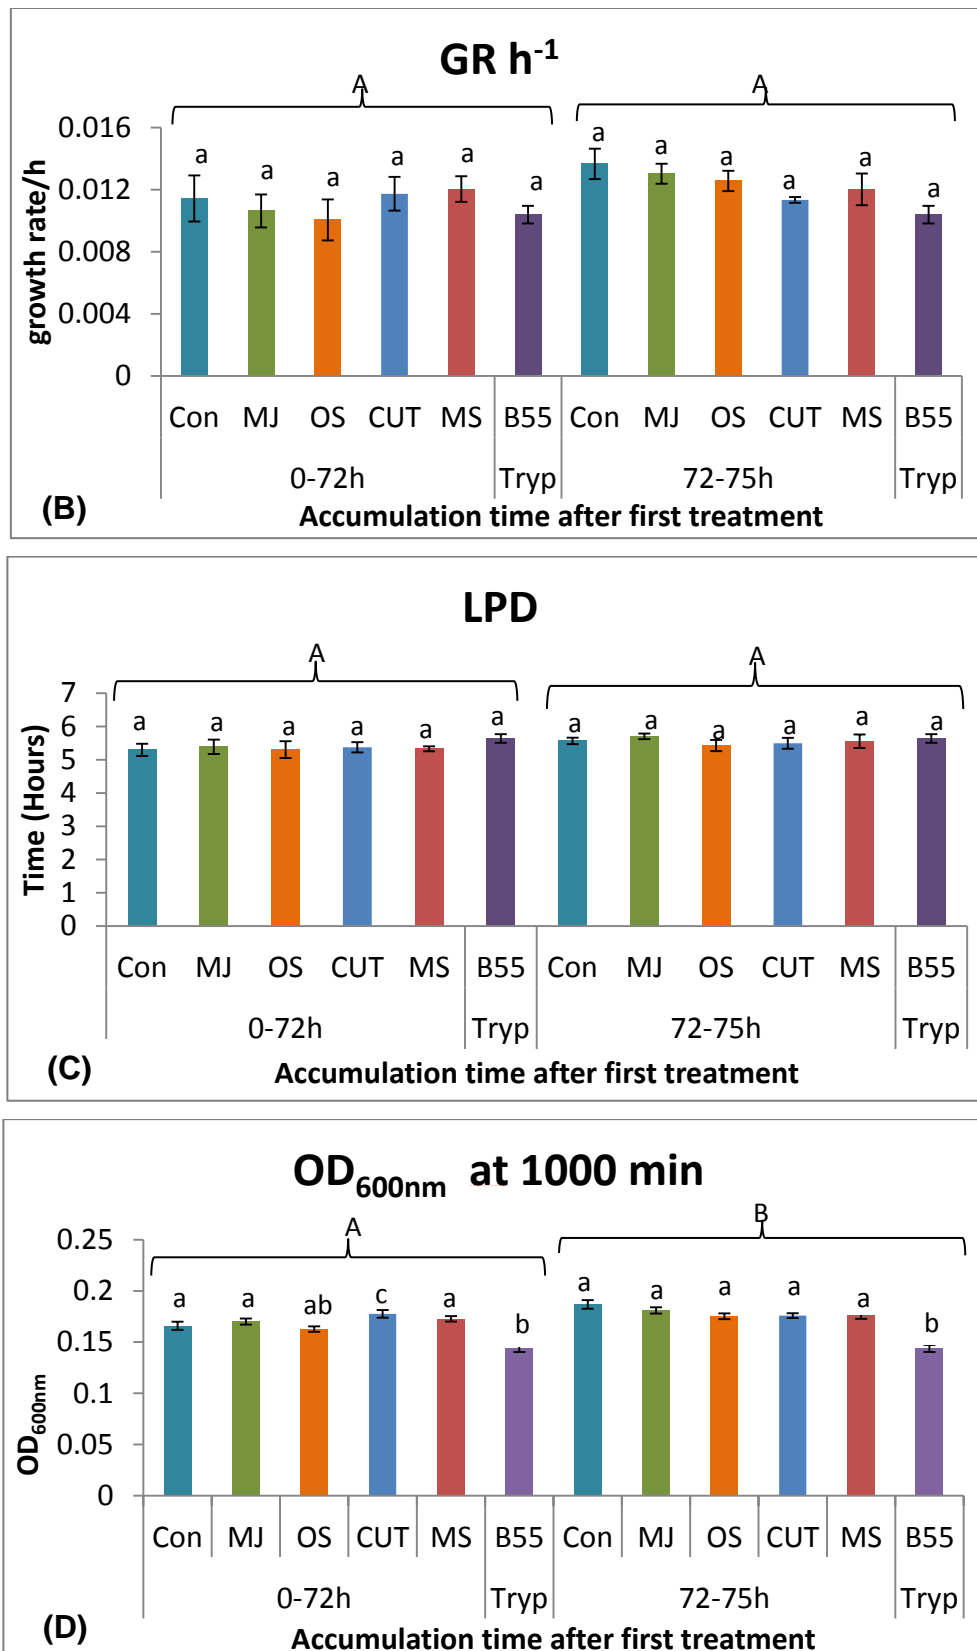 GR h⁻¹
A A
0.016
0.012
0.008
0.004
0
growth rate/h
a a a a a a a a a a a a
Con MJ OS CUT MS B55 Con MJ OS CUT MS B55
0-72h Tryp 72-75h Tryp
(B) Accumulation time after first treatment
LPD
A A
7
6
5
4
3
2
1
0
Time (Hours)
a a a a a a a a a a a a
Con MJ OS CUT MS B55 Con MJ OS CUT MS B55
0-72h Tryp 72-75h Tryp
(C) Accumulation time after first treatment
OD600nm at 1000 min
A B
0.25
0.2
0.15
0.1
0.05
0
OD600nm
a a ab c a b a a a a a b
Con MJ OS CUT MS B55 Con MJ OS CUT MS B55
0-72h Tryp 72-75h Tryp
(D) Accumulation time after first treatment